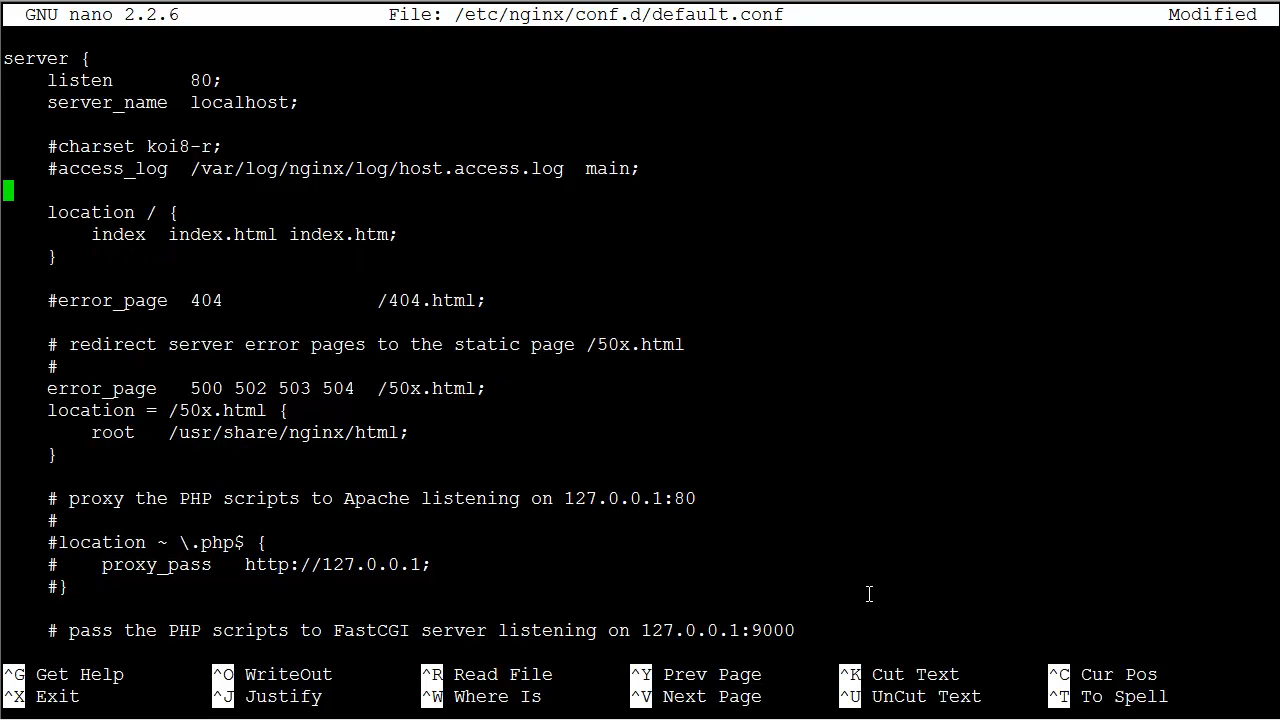 GNU nano 2.2.6 File: /etc/nginx/conf.d/default.conf Modified
server {
    listen       80;
    server_name  localhost;
    #charset koi8-r;
    #access_log  /var/log/nginx/log/host.access.log  main;
    location / {
        index  index.html index.htm;
    }
    #error_page  404              /404.html;
    # redirect server error pages to the static page /50x.html
    #
    error_page   500 502 503 504  /50x.html;
    location = /50x.html {
        root   /usr/share/nginx/html;
    }
    # proxy the PHP scripts to Apache listening on 127.0.0.1:80
    #
    #location ~ \.php$ {
    #    proxy_pass   http://127.0.0.1;
    #}
    # pass the PHP scripts to FastCGI server listening on 127.0.0.1:9000
^G Get Help ^O WriteOut ^R Read File ^Y Prev Page ^K Cut Text ^C Cur Pos
^X Exit ^J Justify ^W Where Is ^V Next Page ^U UnCut Text ^T To Spell